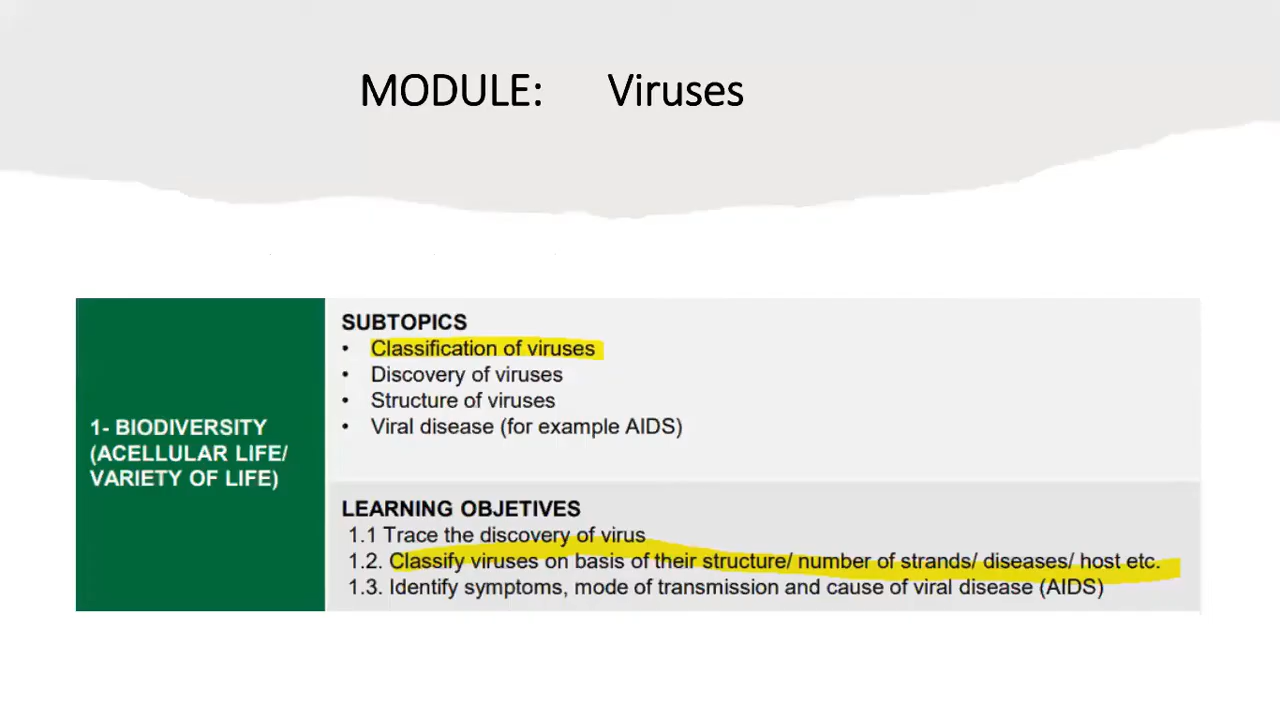 MODULE: Viruses
1- BIODIVERSITY
(ACELLULAR LIFE/
VARIETY OF LIFE)
SUBTOPICS
• Classification of viruses
• Discovery of viruses
• Structure of viruses
• Viral disease (for example AIDS)
LEARNING OBJETIVES
1.1 Trace the discovery of virus
1.2. Classify viruses on basis of their structure/ number of strands/ diseases/ host etc.
1.3. Identify symptoms, mode of transmission and cause of viral disease (AIDS)